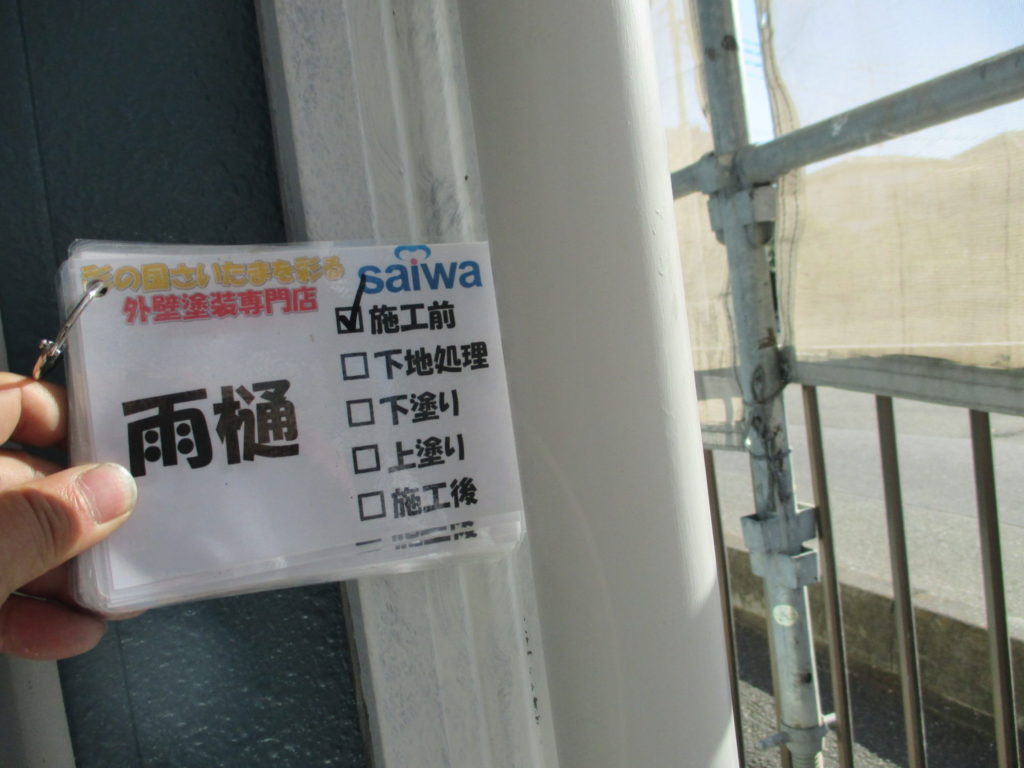 彩の国さいたまを彩る
外壁塗装専門店
saiwa
施工前
下地処理
雨樋
下塗り
上塗り
施工後